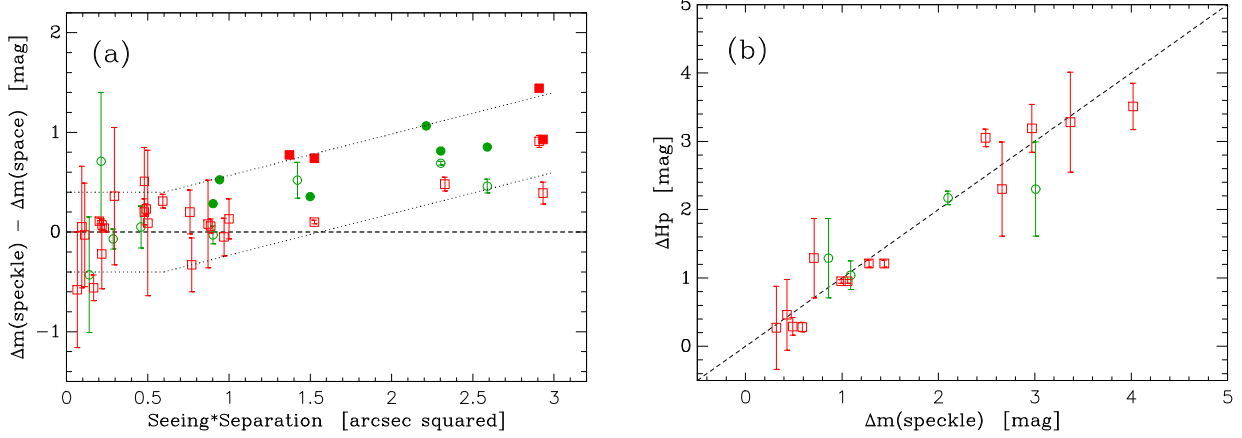 (a)
Δm(speckle) − Δm(space) [mag]
2
1
0
−1
0 0.5 1 1.5 2 2.5 3
Seeing*Separation [arcsec squared]
(b)
ΔHp [mag]
5
4
3
2
1
0
0 1 2 3 4 5
Δm(speckle) [mag]